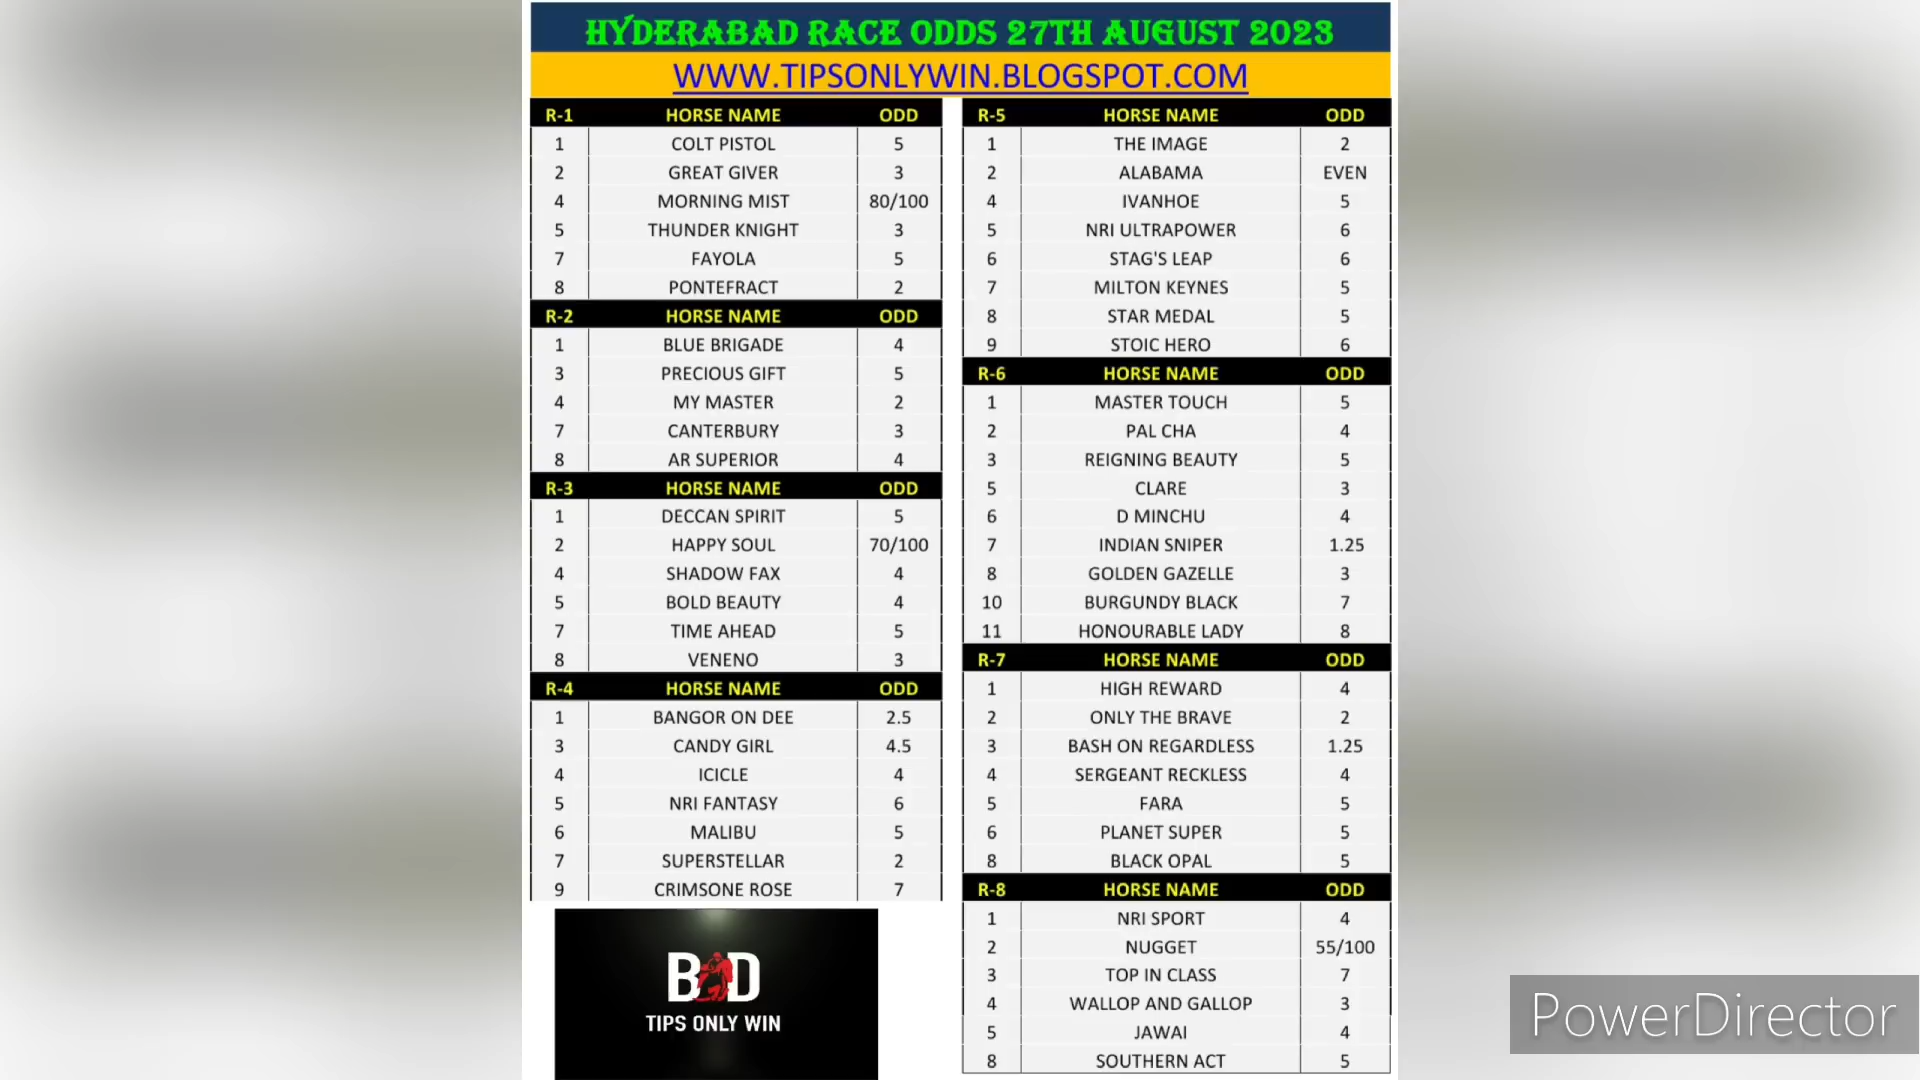 HYDERABAD RACE ODDS 27TH AUGUST 2023
WWW.TIPSONLYWIN.BLOGSPOT.COM
R-1 HORSE NAME ODD
1 COLT PISTOL 5
2 GREAT GIVER 3
4 MORNING MIST 80/100
5 THUNDER KNIGHT 3
7 FAYOLA 5
8 PONTEFRACT 2
R-2 HORSE NAME ODD
1 BLUE BRIGADE 4
3 PRECIOUS GIFT 5
4 MY MASTER 2
7 CANTERBURY 3
8 AR SUPERIOR 4
R-3 HORSE NAME ODD
1 DECCAN SPIRIT 5
2 HAPPY SOUL 70/100
4 SHADOW FAX 4
5 BOLD BEAUTY 4
7 TIME AHEAD 5
8 VENENO 3
R-4 HORSE NAME ODD
1 BANGOR ON DEE 2.5
3 CANDY GIRL 4.5
4 ICICLE 4
5 NRI FANTASY 6
6 MALIBU 5
7 SUPERSTELLAR 2
9 CRIMSONE ROSE 7
R-5 HORSE NAME ODD
1 THE IMAGE 2
2 ALABAMA EVEN
4 IVANHOE 5
5 NRI ULTRAPOWER 6
6 STAG'S LEAP 6
7 MILTON KEYNES 5
8 STAR MEDAL 5
9 STOIC HERO 6
R-6 HORSE NAME ODD
1 MASTER TOUCH 5
2 PAL CHA 4
3 REIGNING BEAUTY 5
5 CLARE 3
6 D MINCHU 4
7 INDIAN SNIPER 1.25
8 GOLDEN GAZELLE 3
10 BURGUNDY BLACK 7
11 HONOURABLE LADY 8
R-7 HORSE NAME ODD
1 HIGH REWARD 4
2 ONLY THE BRAVE 2
3 BASH ON REGARDLESS 1.25
4 SERGEANT RECKLESS 4
5 FARA 5
6 PLANET SUPER 5
8 BLACK OPAL 5
R-8 HORSE NAME ODD
1 NRI SPORT 4
2 NUGGET 55/100
3 TOP IN CLASS 7
4 WALLOP AND GALLOP 3
5 JAWAI 4
8 SOUTHERN ACT 5
B D
TIPS ONLY WIN
PowerDirector